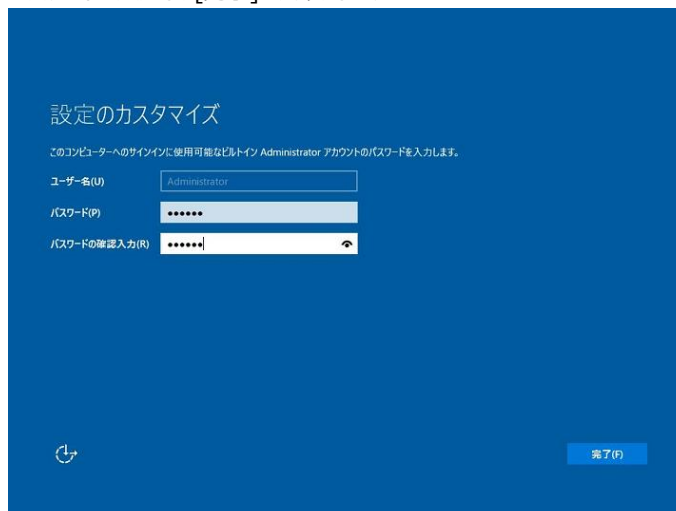 設定のカスタマイズ
このコンピューターへのサインインに使用可能なビルトイン Administrator アカウントのパスワードを入力します。
ユーザー名(U) Administrator
パスワード(P) ●●●●●●
パスワードの確認入力(R) ●●●●●●
完了(F)